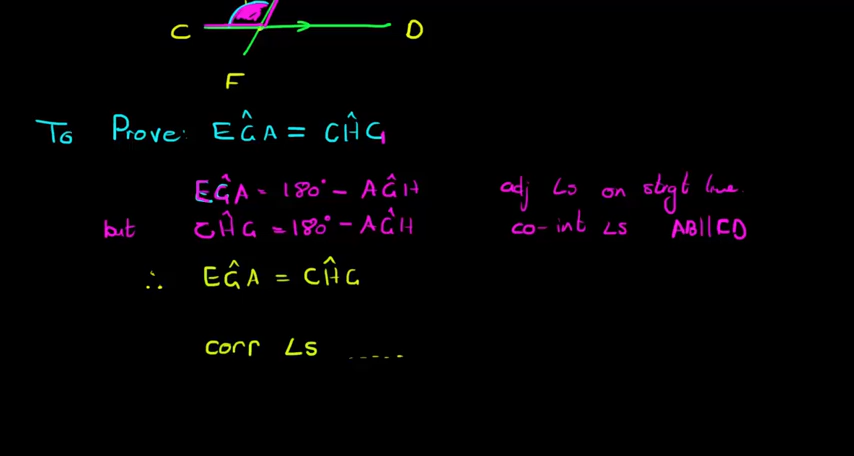 C D
F
To Prove: EĜA = CĤG
EĜA = 180° - AĜH adj ∠s on strgt line.
but CĤG = 180° - AĜH co-int ∠s AB||CD
∴ EĜA = CĤG
corr ∠s .....